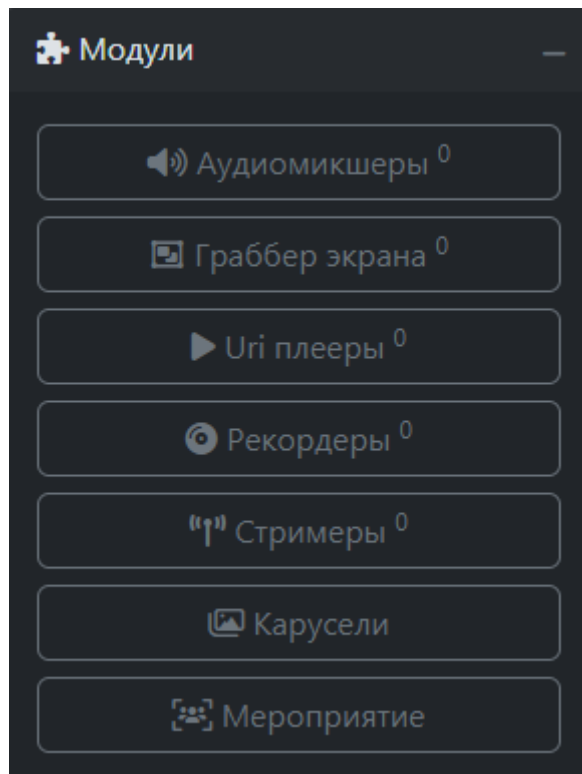 Модули
Аудиомикшеры 0
Граббер экрана 0
Uri плееры 0
Рекордеры 0
Стримеры 0
Карусели
Мероприятие